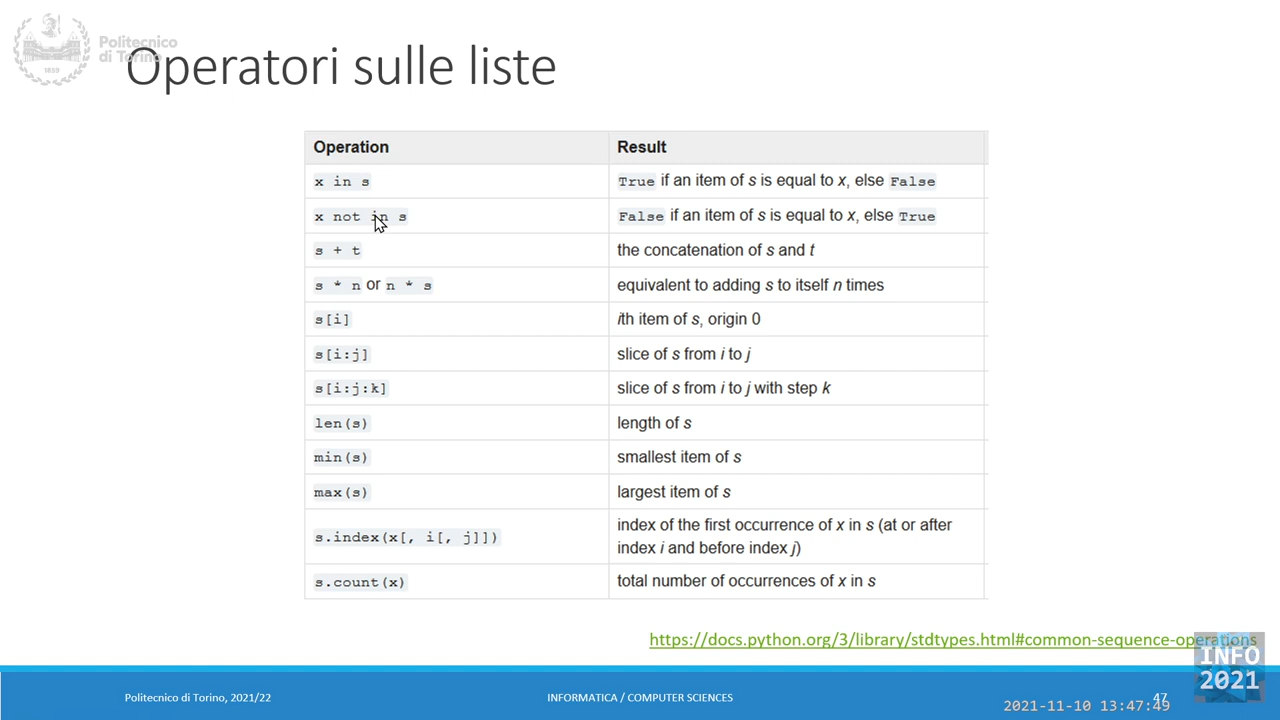 Politecnico
di Torino
1859
Operatori sulle liste
Operation Result
x in s True if an item of s is equal to x, else False
x not in s False if an item of s is equal to x, else True
s + t the concatenation of s and t
s * n or n * s equivalent to adding s to itself n times
s[i] ith item of s, origin 0
s[i:j] slice of s from i to j
s[i:j:k] slice of s from i to j with step k
len(s) length of s
min(s) smallest item of s
max(s) largest item of s
s.index(x[, i[, j]]) index of the first occurrence of x in s (at or after
index i and before index j)
s.count(x) total number of occurrences of x in s
https://docs.python.org/3/library/stdtypes.html#common-sequence-operations
INFO
2021
Politecnico di Torino, 2021/22 INFORMATICA / COMPUTER SCIENCES 47
2021-11-10 13:47:49